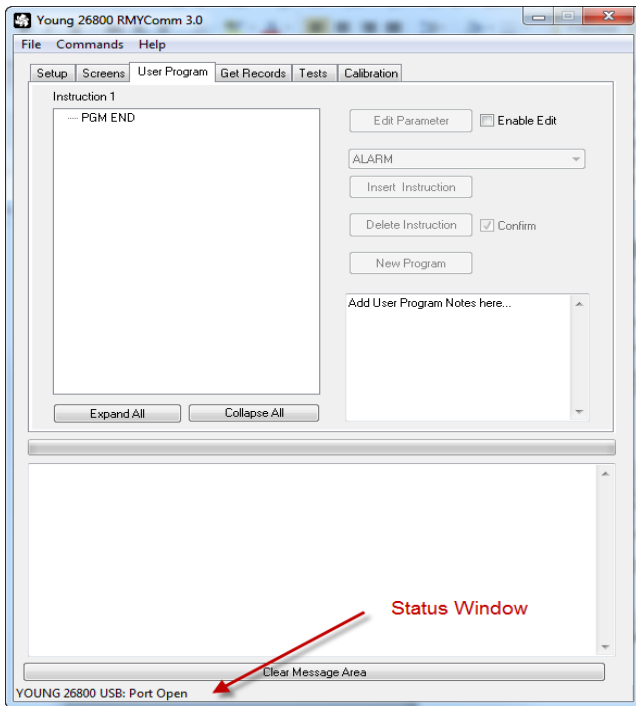 Young 26800 RMYComm 3.0
File Commands Help
Setup Screens User Program Get Records Tests Calibration
Instruction 1
PGM END
Edit Parameter Enable Edit
ALARM
Insert Instruction
Delete Instruction Confirm
New Program
Add User Program Notes here...
Expand All Collapse All
Status Window
Clear Message Area
YOUNG 26800 USB: Port Open